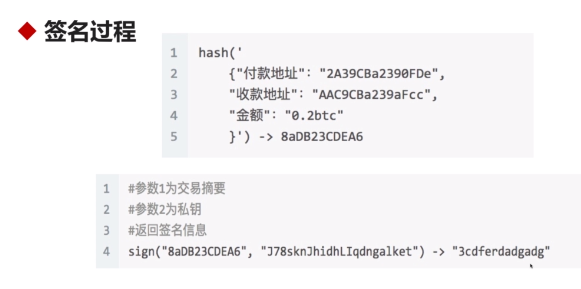 签名过程
1 hash('
2 {"付款地址": "2A39CBa2390FDe",
3 "收款地址": "AAC9CBa239aFcc",
4 "金额": "0.2btc"
5 }') -> 8aDB23CDEA6
1 #参数1为交易摘要
2 #参数2为私钥
3 #返回签名信息
4 sign("8aDB23CDEA6", "J78sknJhidhLIqdngalket") -> "3cdferdadgadg"